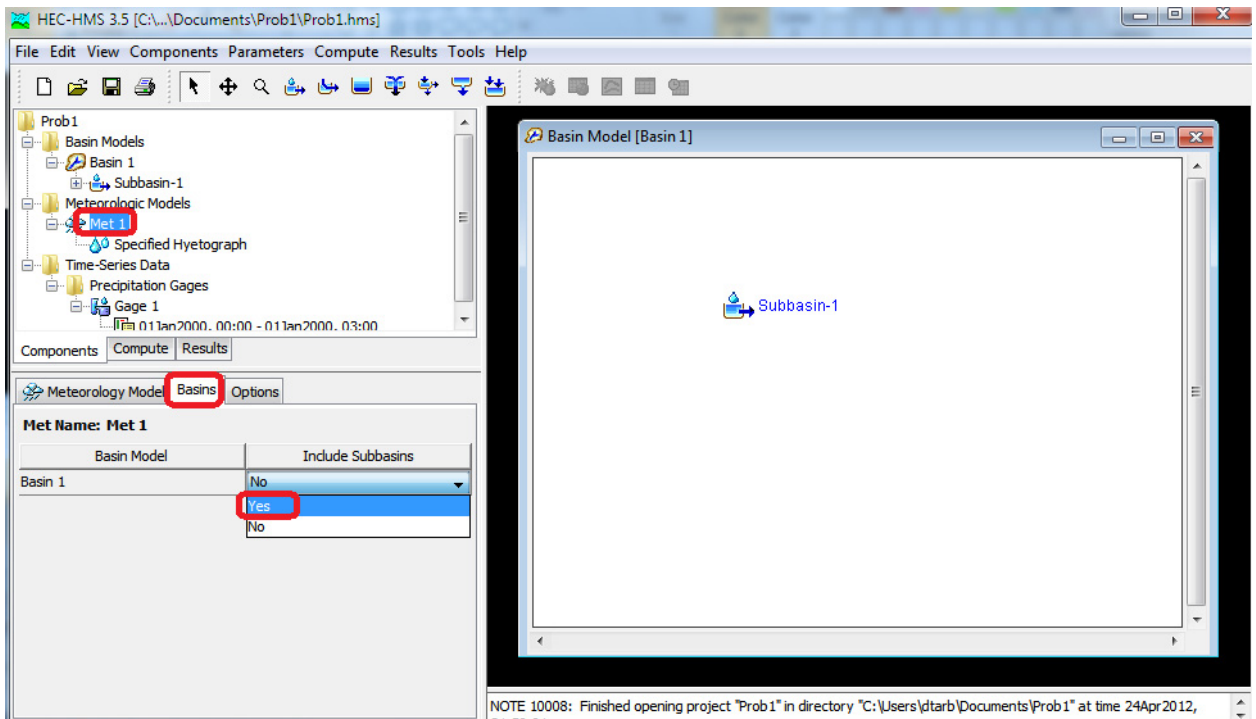 HEC-HMS 3.5 [C:\...\Documents\Prob1\Prob1.hms]
File Edit View Components Parameters Compute Results Tools Help
Prob1
Basin Models
Basin 1
Subbasin-1
Meteorologic Models
Met 1
Specified Hyetograph
Time-Series Data
Precipitation Gages
Gage 1
01Jan2000, 00:00 - 01Jan2000, 03:00
Components Compute Results
Meteorology Model Basins Options
Met Name: Met 1
Basin Model Include Subbasins
Basin 1 No
Yes
No
Basin Model [Basin 1]
Subbasin-1
NOTE 10008: Finished opening project "Prob1" in directory "C:\Users\dtarb\Documents\Prob1" at time 24Apr2012,